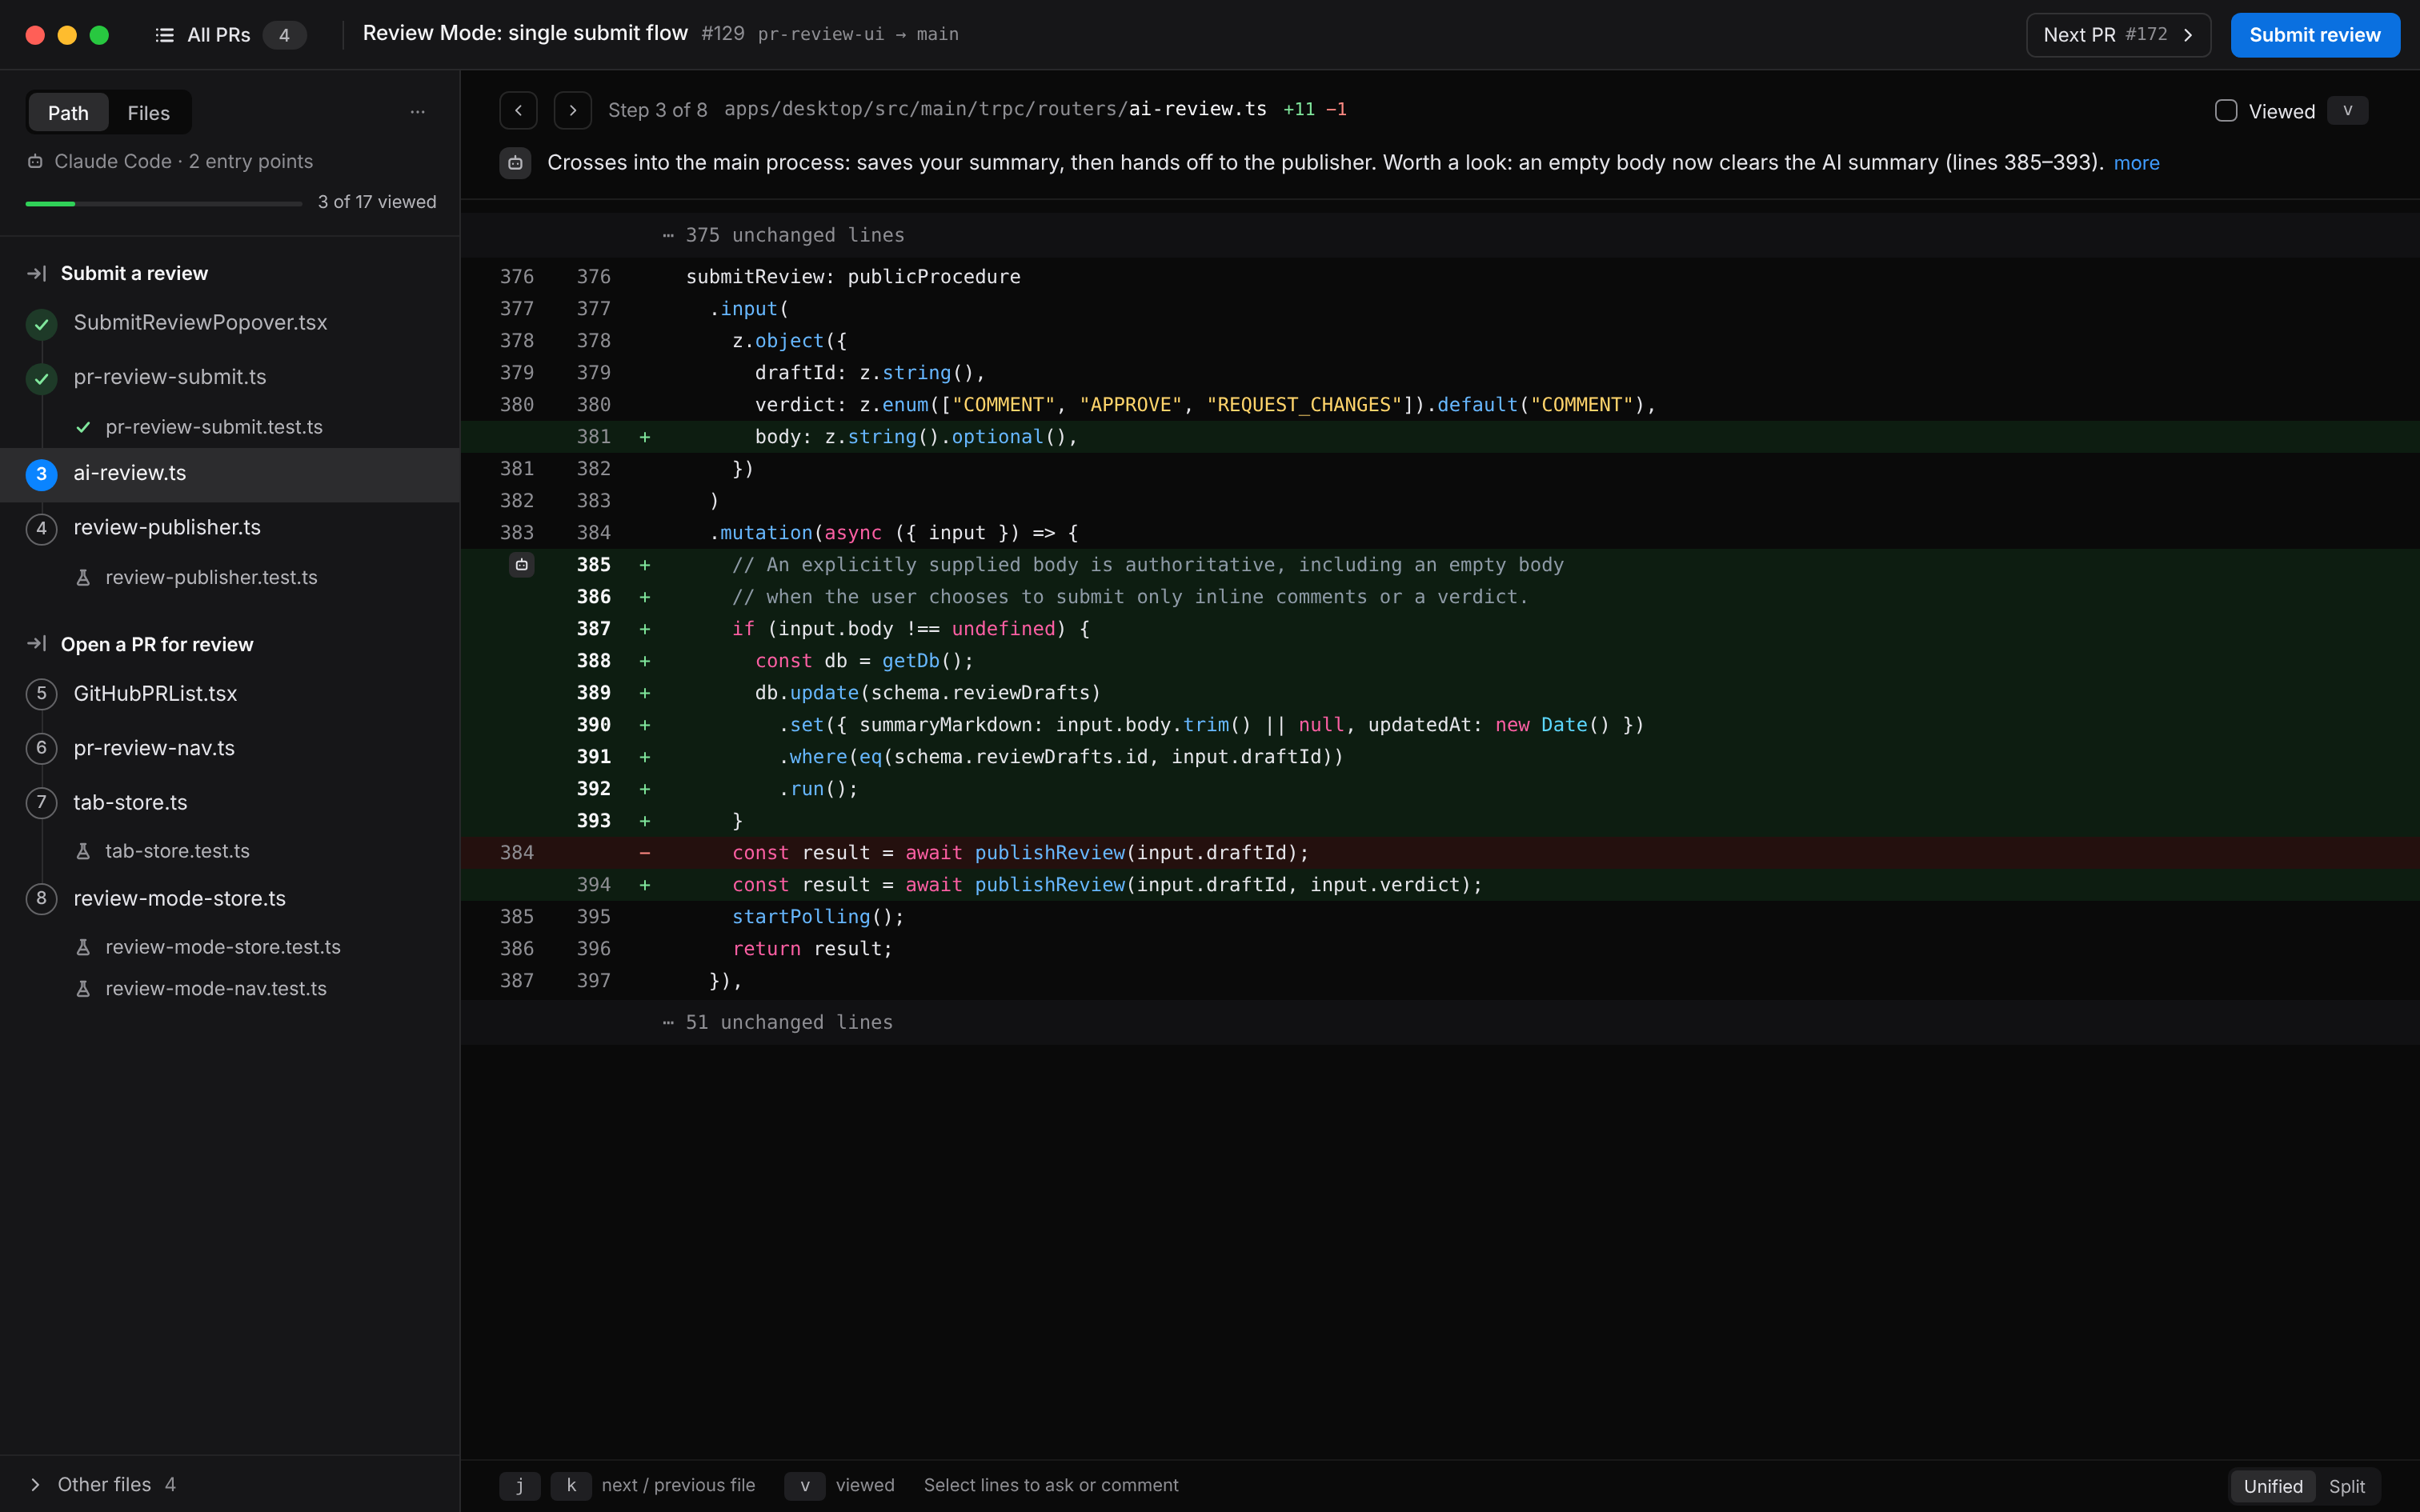 All PRs 4
Review Mode: single submit flow #129 pr-review-ui → main
Next PR #172
Submit review
Path Files ...
Claude Code · 2 entry points
3 of 17 viewed
Submit a review
SubmitReviewPopover.tsx
pr-review-submit.ts
pr-review-submit.test.ts
3 ai-review.ts
4 review-publisher.ts
review-publisher.test.ts
Open a PR for review
5 GitHubPRList.tsx
6 pr-review-nav.ts
7 tab-store.ts
tab-store.test.ts
8 review-mode-store.ts
review-mode-store.test.ts
review-mode-nav.test.ts
Other files 4
Step 3 of 8 apps/desktop/src/main/trpc/routers/ai-review.ts +11 −1
Viewed v
Crosses into the main process: saves your summary, then hands off to the publisher. Worth a look: an empty body now clears the AI summary (lines 385–393). more
⋯ 375 unchanged lines
376 376 submitReview: publicProcedure
377 377 .input(
378 378 z.object({
379 379 draftId: z.string(),
380 380 verdict: z.enum(["COMMENT", "APPROVE", "REQUEST_CHANGES"]).default("COMMENT"),
381 + body: z.string().optional(),
381 382 })
382 383 )
383 384 .mutation(async ({ input }) => {
385 + // An explicitly supplied body is authoritative, including an empty body
386 + // when the user chooses to submit only inline comments or a verdict.
387 + if (input.body !== undefined) {
388 + const db = getDb();
389 + db.update(schema.reviewDrafts)
390 + .set({ summaryMarkdown: input.body.trim() || null, updatedAt: new Date() })
391 + .where(eq(schema.reviewDrafts.id, input.draftId))
392 + .run();
393 + }
384 − const result = await publishReview(input.draftId);
394 + const result = await publishReview(input.draftId, input.verdict);
385 395 startPolling();
386 396 return result;
387 397 }),
⋯ 51 unchanged lines
j k next / previous file v viewed Select lines to ask or comment
Unified Split